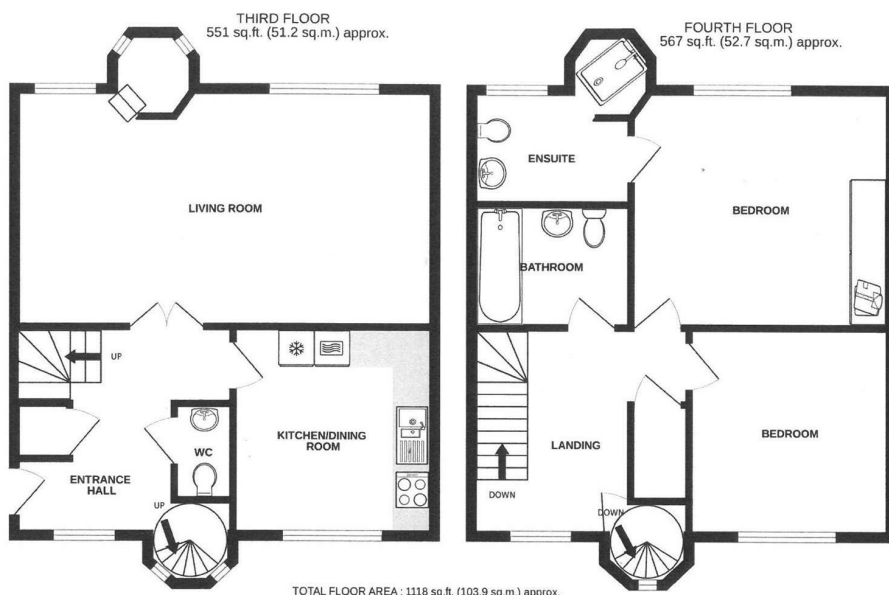 THIRD FLOOR
551 sq.ft. (51.2 sq.m.) approx.
LIVING ROOM
UP
KITCHEN/DINING
ROOM
WC
ENTRANCE
HALL
UP
FOURTH FLOOR
567 sq.ft. (52.7 sq.m.) approx.
ENSUITE
BEDROOM
BATHROOM
LANDING
BEDROOM
DOWN
DOWN
TOTAL FLOOR AREA : 1118 sq.ft. (103.9 sq.m.) approx.